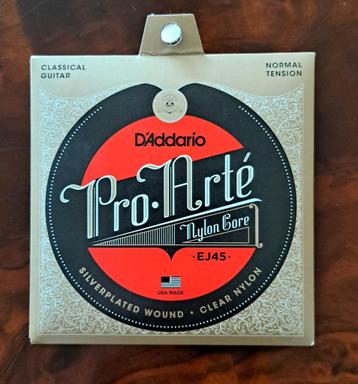 CLASSICAL
GUITAR
NORMAL
TENSION
D'Addario
Pro·Arté
Nylon Core
·EJ45·
USA MADE
SILVERPLATED WOUND · CLEAR NYLON